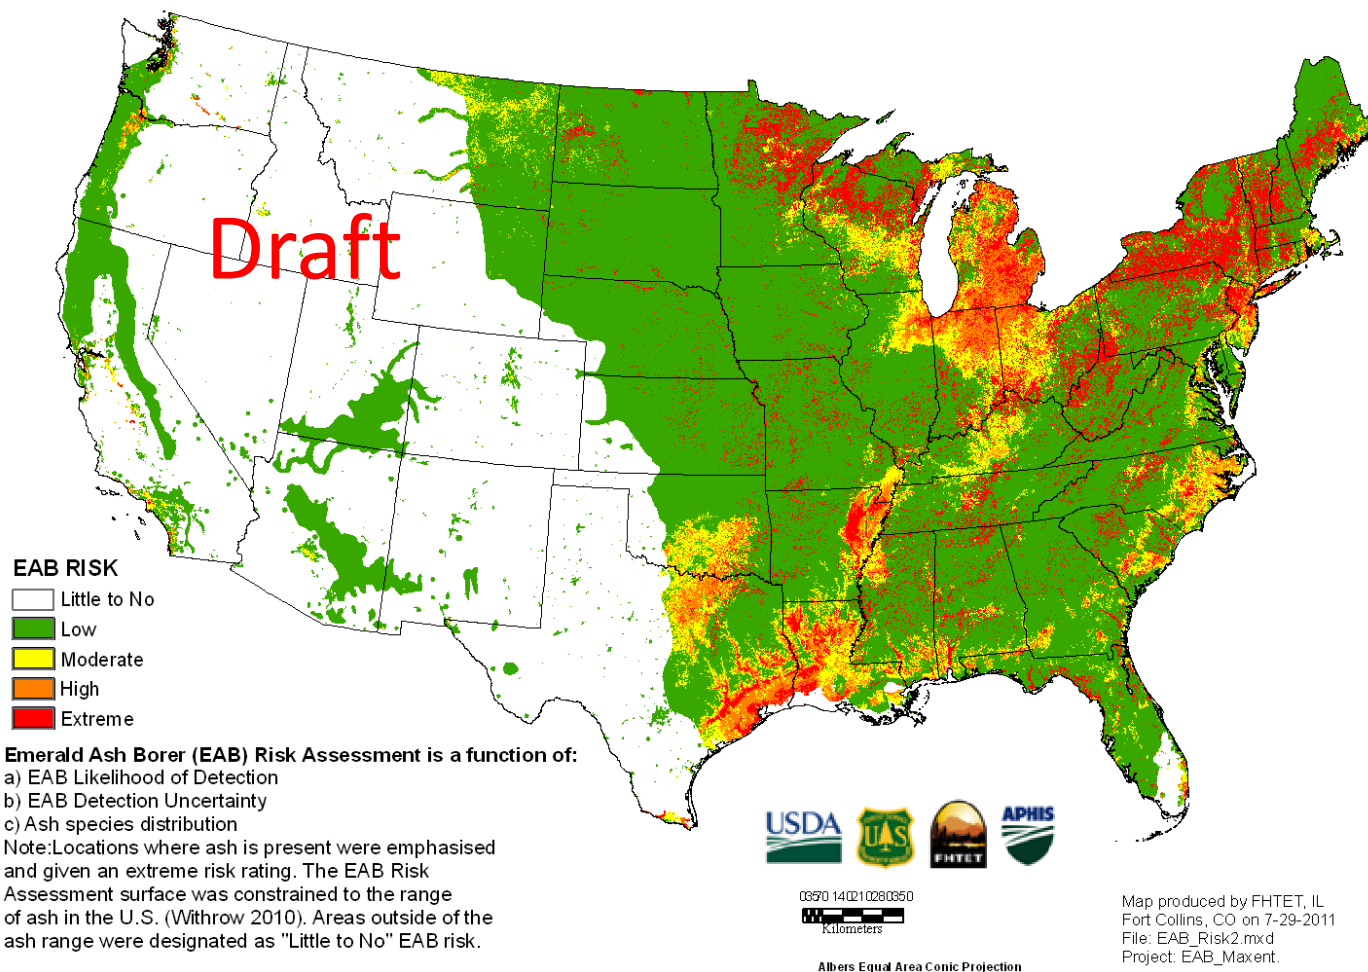 Draft
EAB RISK
Little to No
Low
Moderate
High
Extreme
Emerald Ash Borer (EAB) Risk Assessment is a function of:
a) EAB Likelihood of Detection
b) EAB Detection Uncertainty
c) Ash species distribution
Note:Locations where ash is present were emphasised
and given an extreme risk rating. The EAB Risk
Assessment surface was constrained to the range
of ash in the U.S. (Withrow 2010). Areas outside of the
ash range were designated as "Little to No" EAB risk.
USDA
U S
FHTET
APHIS
Kilometers
Albers Equal Area Conic Projection
Map produced by FHTET, IL
Fort Collins, CO on 7-29-2011
File: EAB_Risk2.mxd
Project: EAB_Maxent.